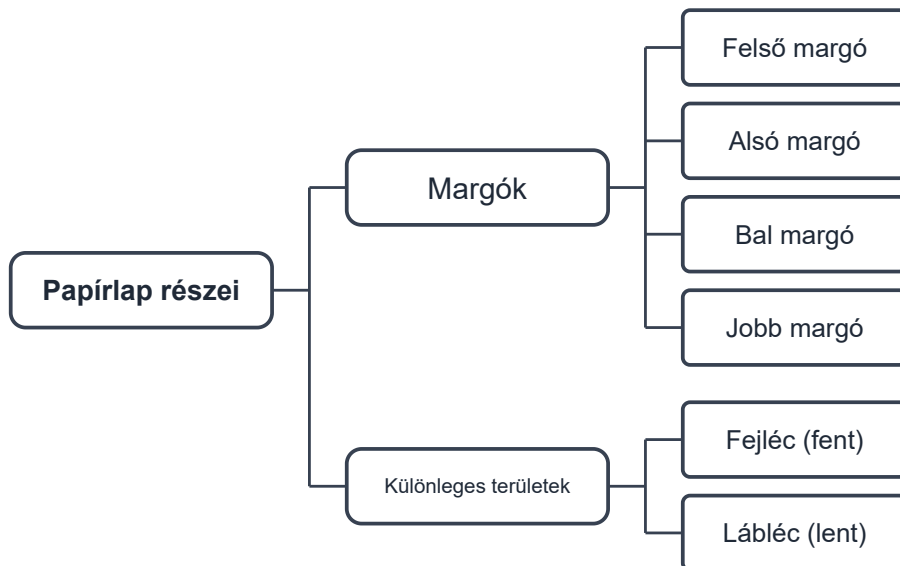 Papírlap részei
Margók
Felső margó
Alsó margó
Bal margó
Jobb margó
Különleges területek
Fejléc (fent)
Lábléc (lent)